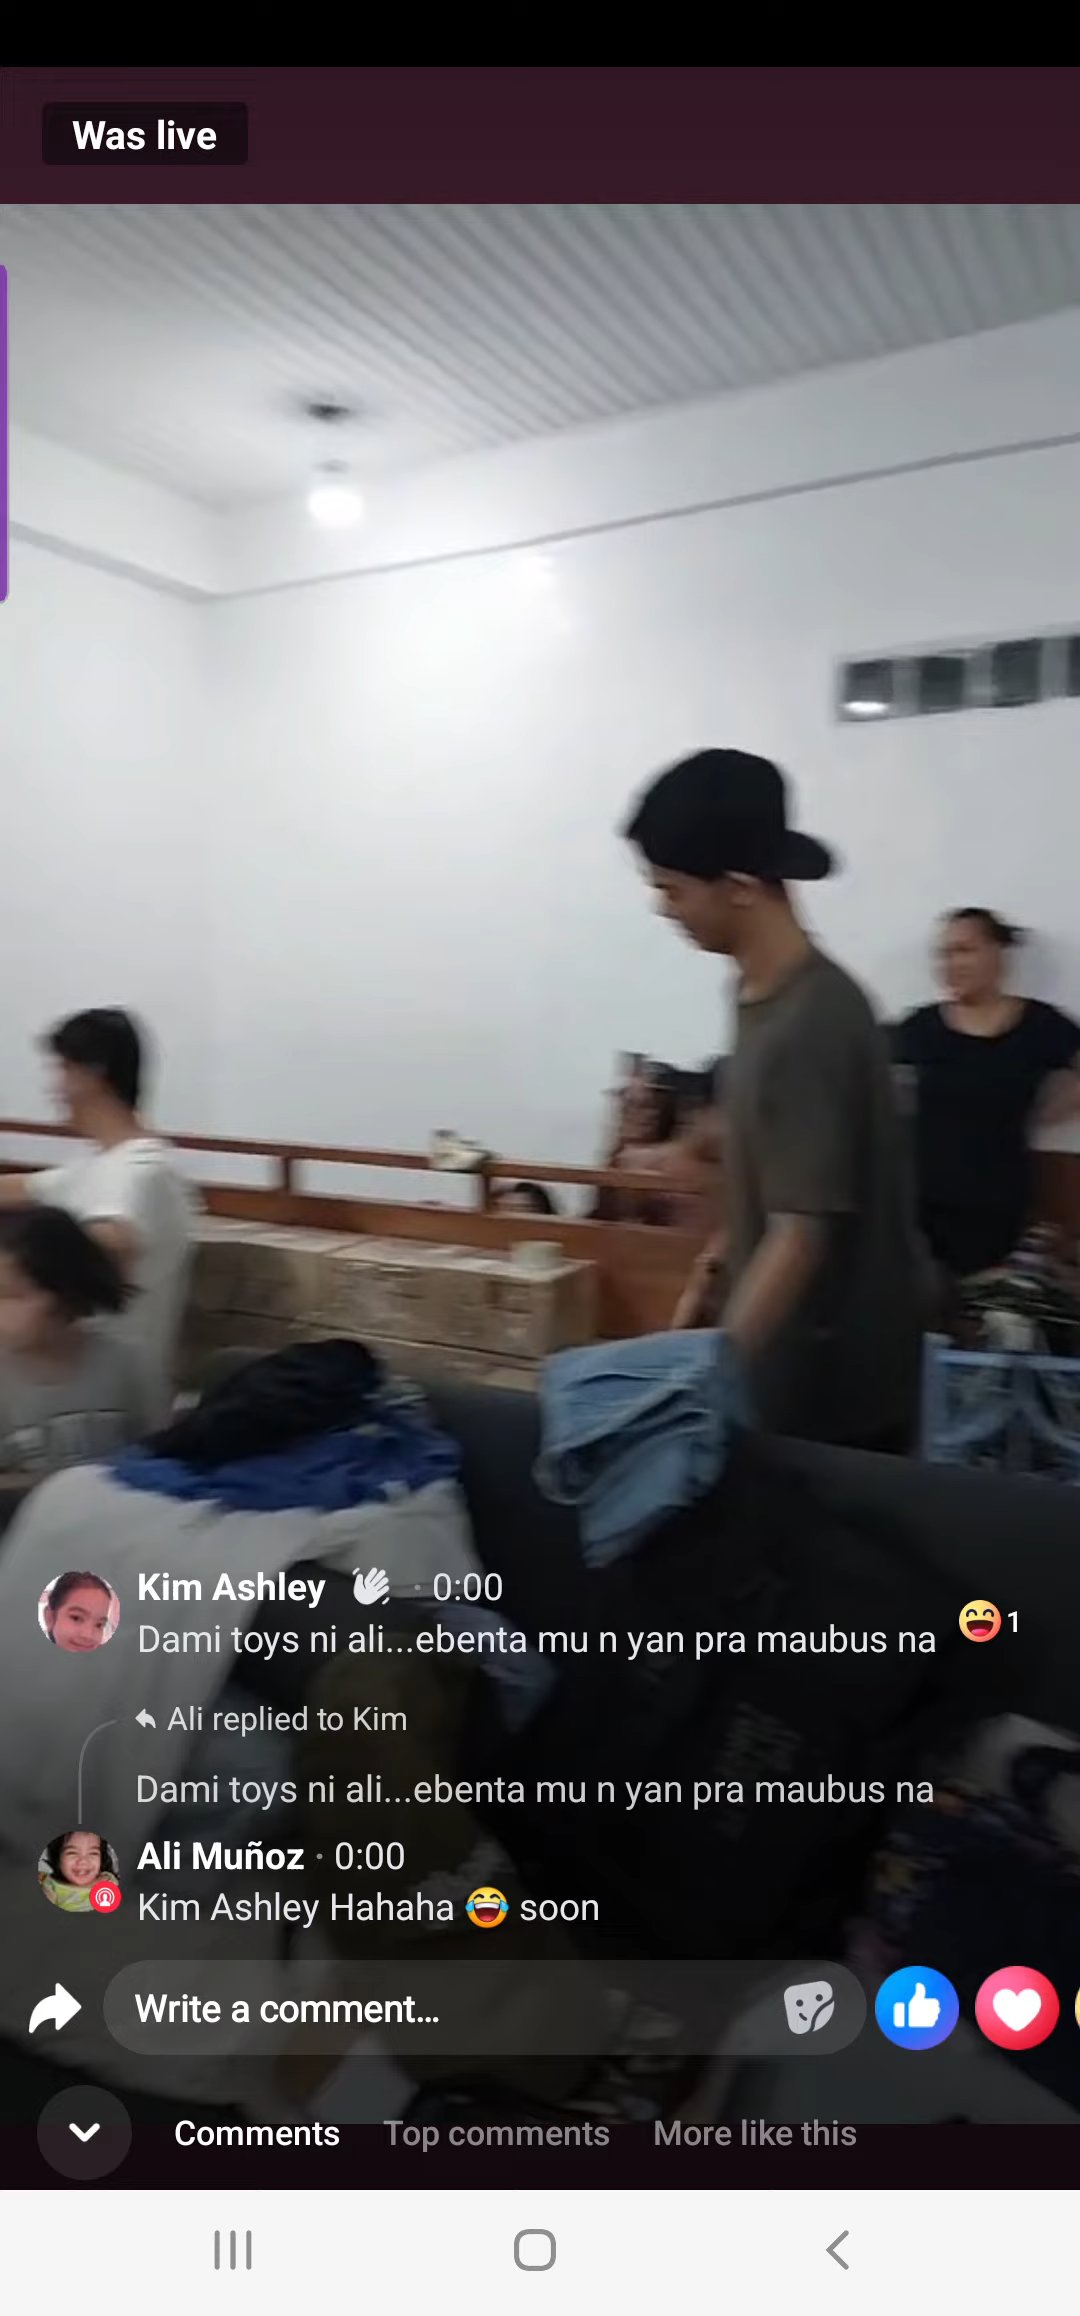 Was live
Kim Ashley 👋 · 0:00
Dami toys ni ali...ebenta mu n yan pra maubus na
😆 1
Ali replied to Kim
Dami toys ni ali...ebenta mu n yan pra maubus na
Ali Muñoz · 0:00
Kim Ashley Hahaha 😂 soon
Write a comment...
Comments Top comments More like this